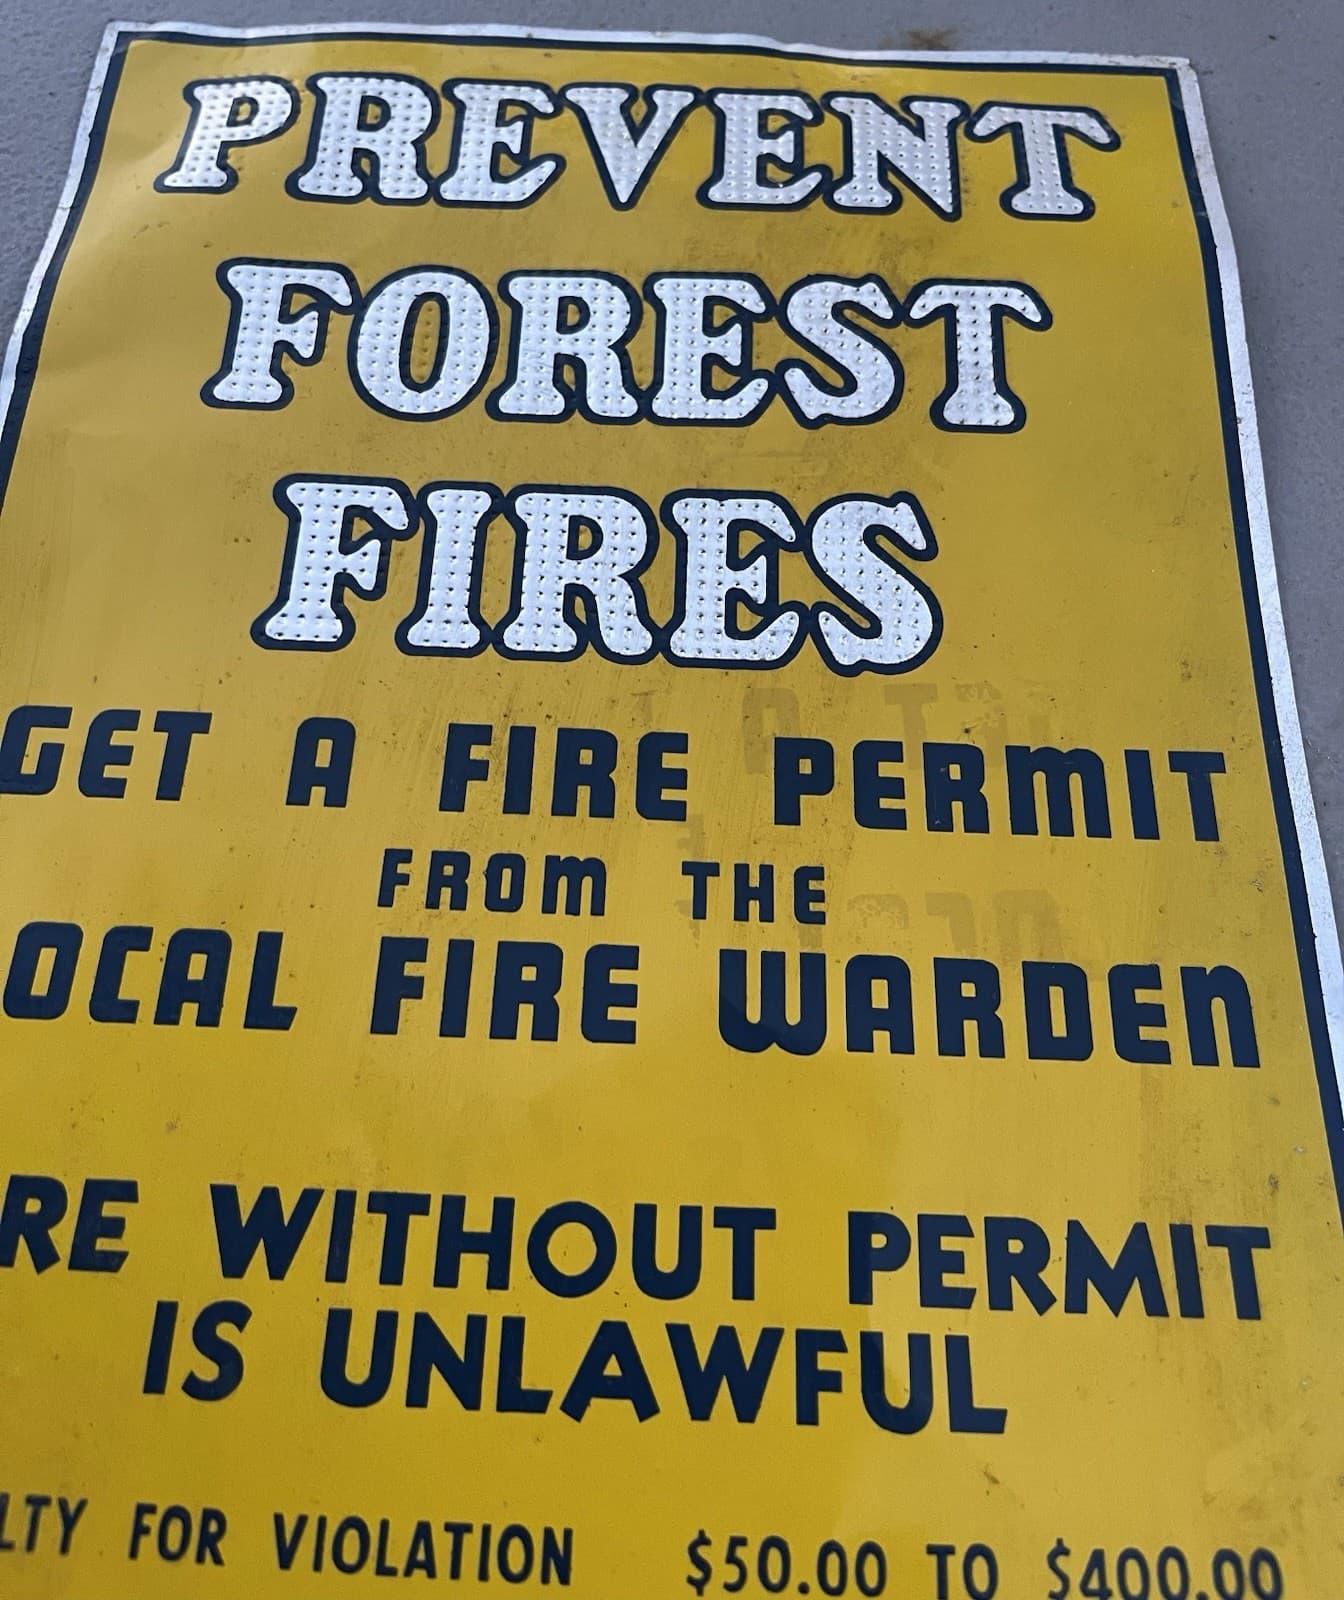 PREVENT
FOREST
FIRES
GET A FIRE PERMIT
FROM THE
OCAL FIRE WARDEN
RE WITHOUT PERMIT
IS UNLAWFUL
LTY FOR VIOLATION $50.00 TO $400.00